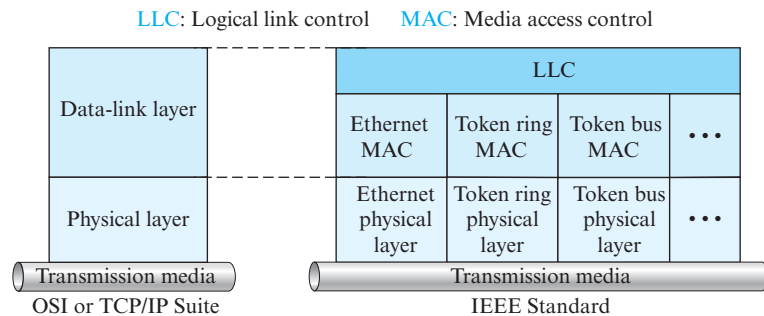 LLC: Logical link control MAC: Media access control
LLC
Data-link layer
Ethernet MAC
Token ring MAC
Token bus MAC
...
Physical layer
Ethernet physical layer
Token ring physical layer
Token bus physical layer
...
Transmission media
Transmission media
OSI or TCP/IP Suite
IEEE Standard